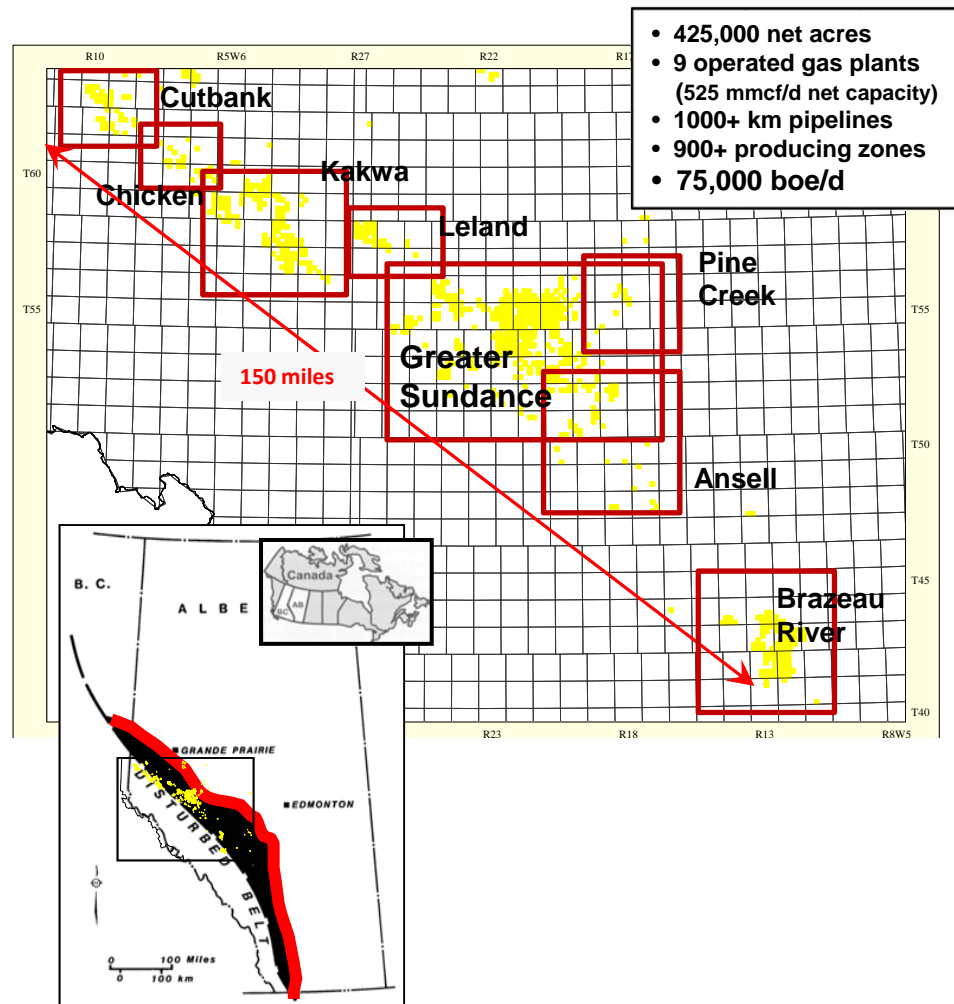 • 425,000 net acres
• 9 operated gas plants
(525 mmcf/d net capacity)
• 1000+ km pipelines
• 900+ producing zones
• 75,000 boe/d
R10
R5W6
R27
R22
R17
Cutbank
T60
Chicken
Kakwa
Leland
Pine
Creek
T55
T55
Greater
Sundance
150 miles
T50
Ansell
T45
Brazeau
River
T40
R23
R18
R13
R8W5
B. C.
A L B E
Canada
BC
AB
GRANDE PRAIRIE
EDMONTON
DISTURBED BELT
0 100 Miles
0 100 km